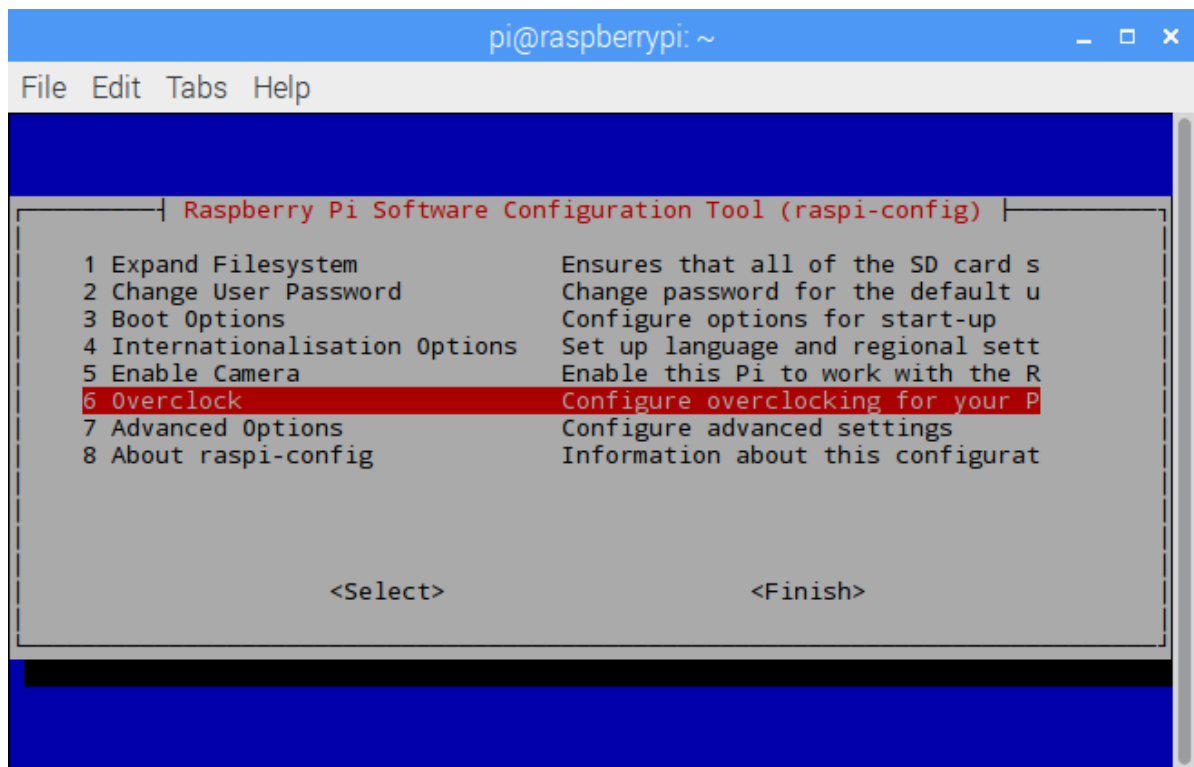 pi@raspberrypi: ~
File Edit Tabs Help
Raspberry Pi Software Configuration Tool (raspi-config)
1 Expand Filesystem Ensures that all of the SD card s
2 Change User Password Change password for the default u
3 Boot Options Configure options for start-up
4 Internationalisation Options Set up language and regional sett
5 Enable Camera Enable this Pi to work with the R
6 Overclock Configure overclocking for your P
7 Advanced Options Configure advanced settings
8 About raspi-config Information about this configurat
<Select> <Finish>